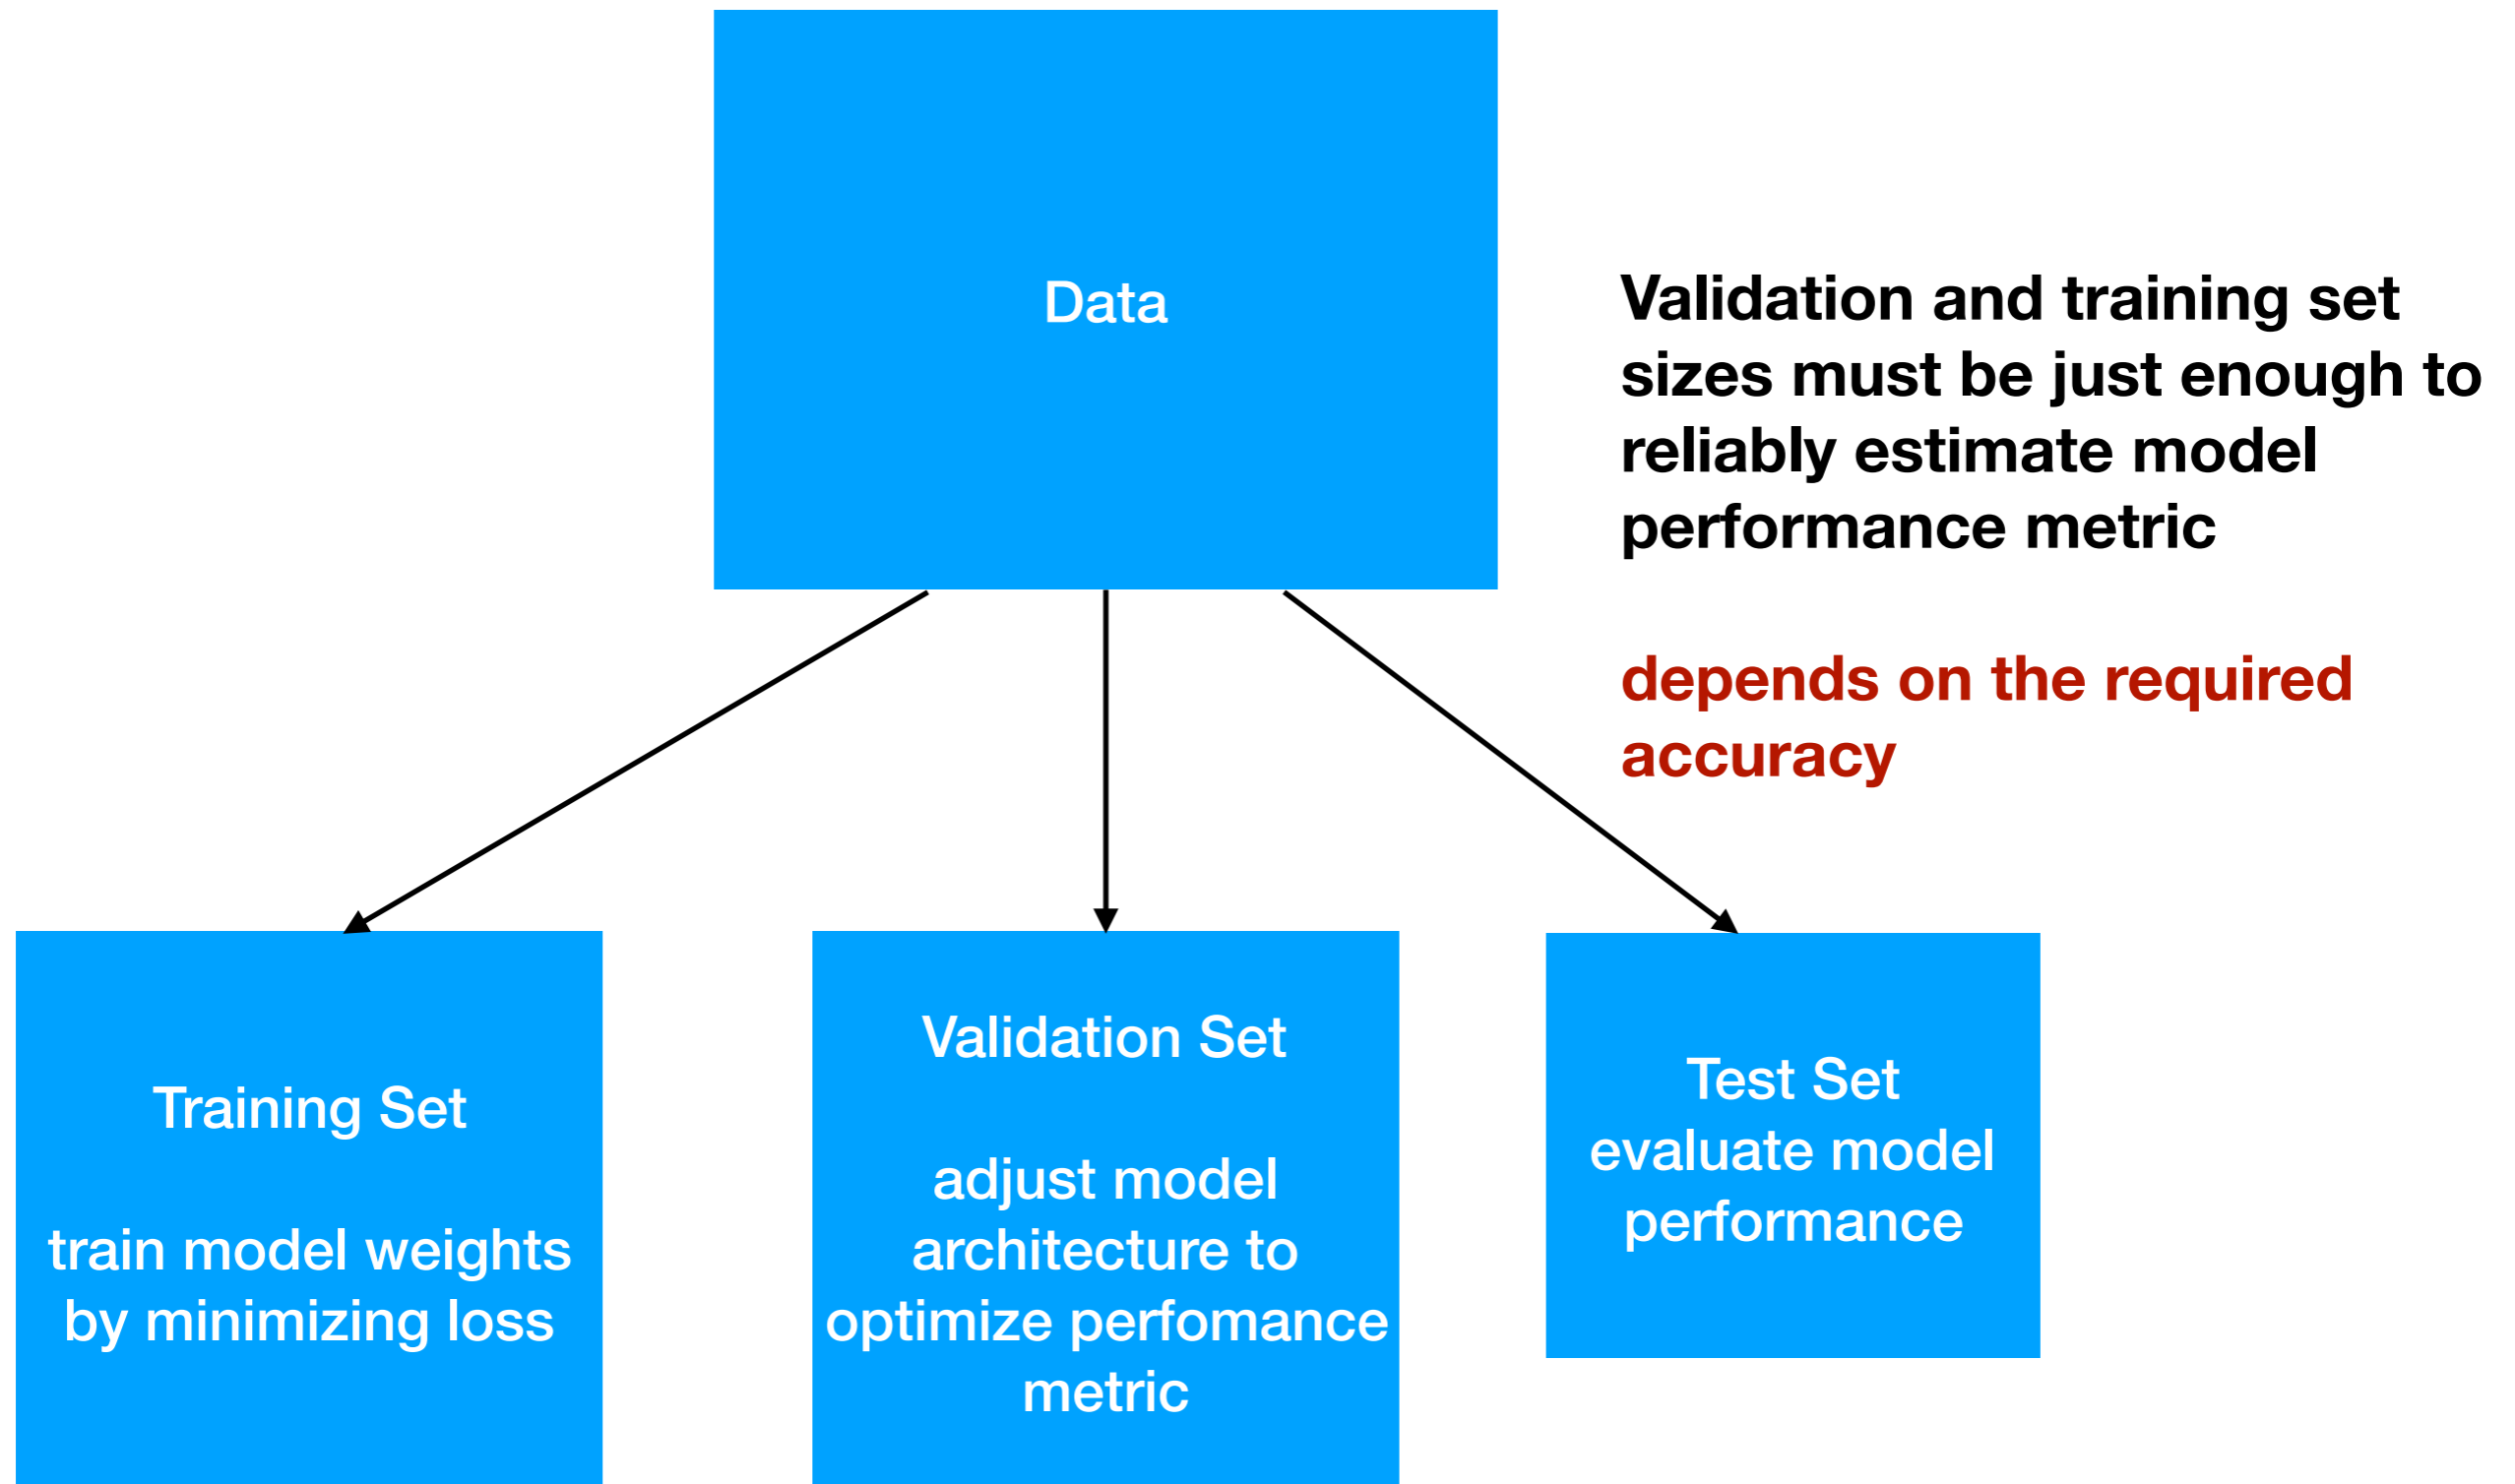 Data
Validation and training set
sizes must be just enough to
reliably estimate model
performance metric
depends on the required
accuracy
Training Set
train model weights
by minimizing loss
Validation Set
adjust model
architecture to
optimize perfomance
metric
Test Set
evaluate model
performance